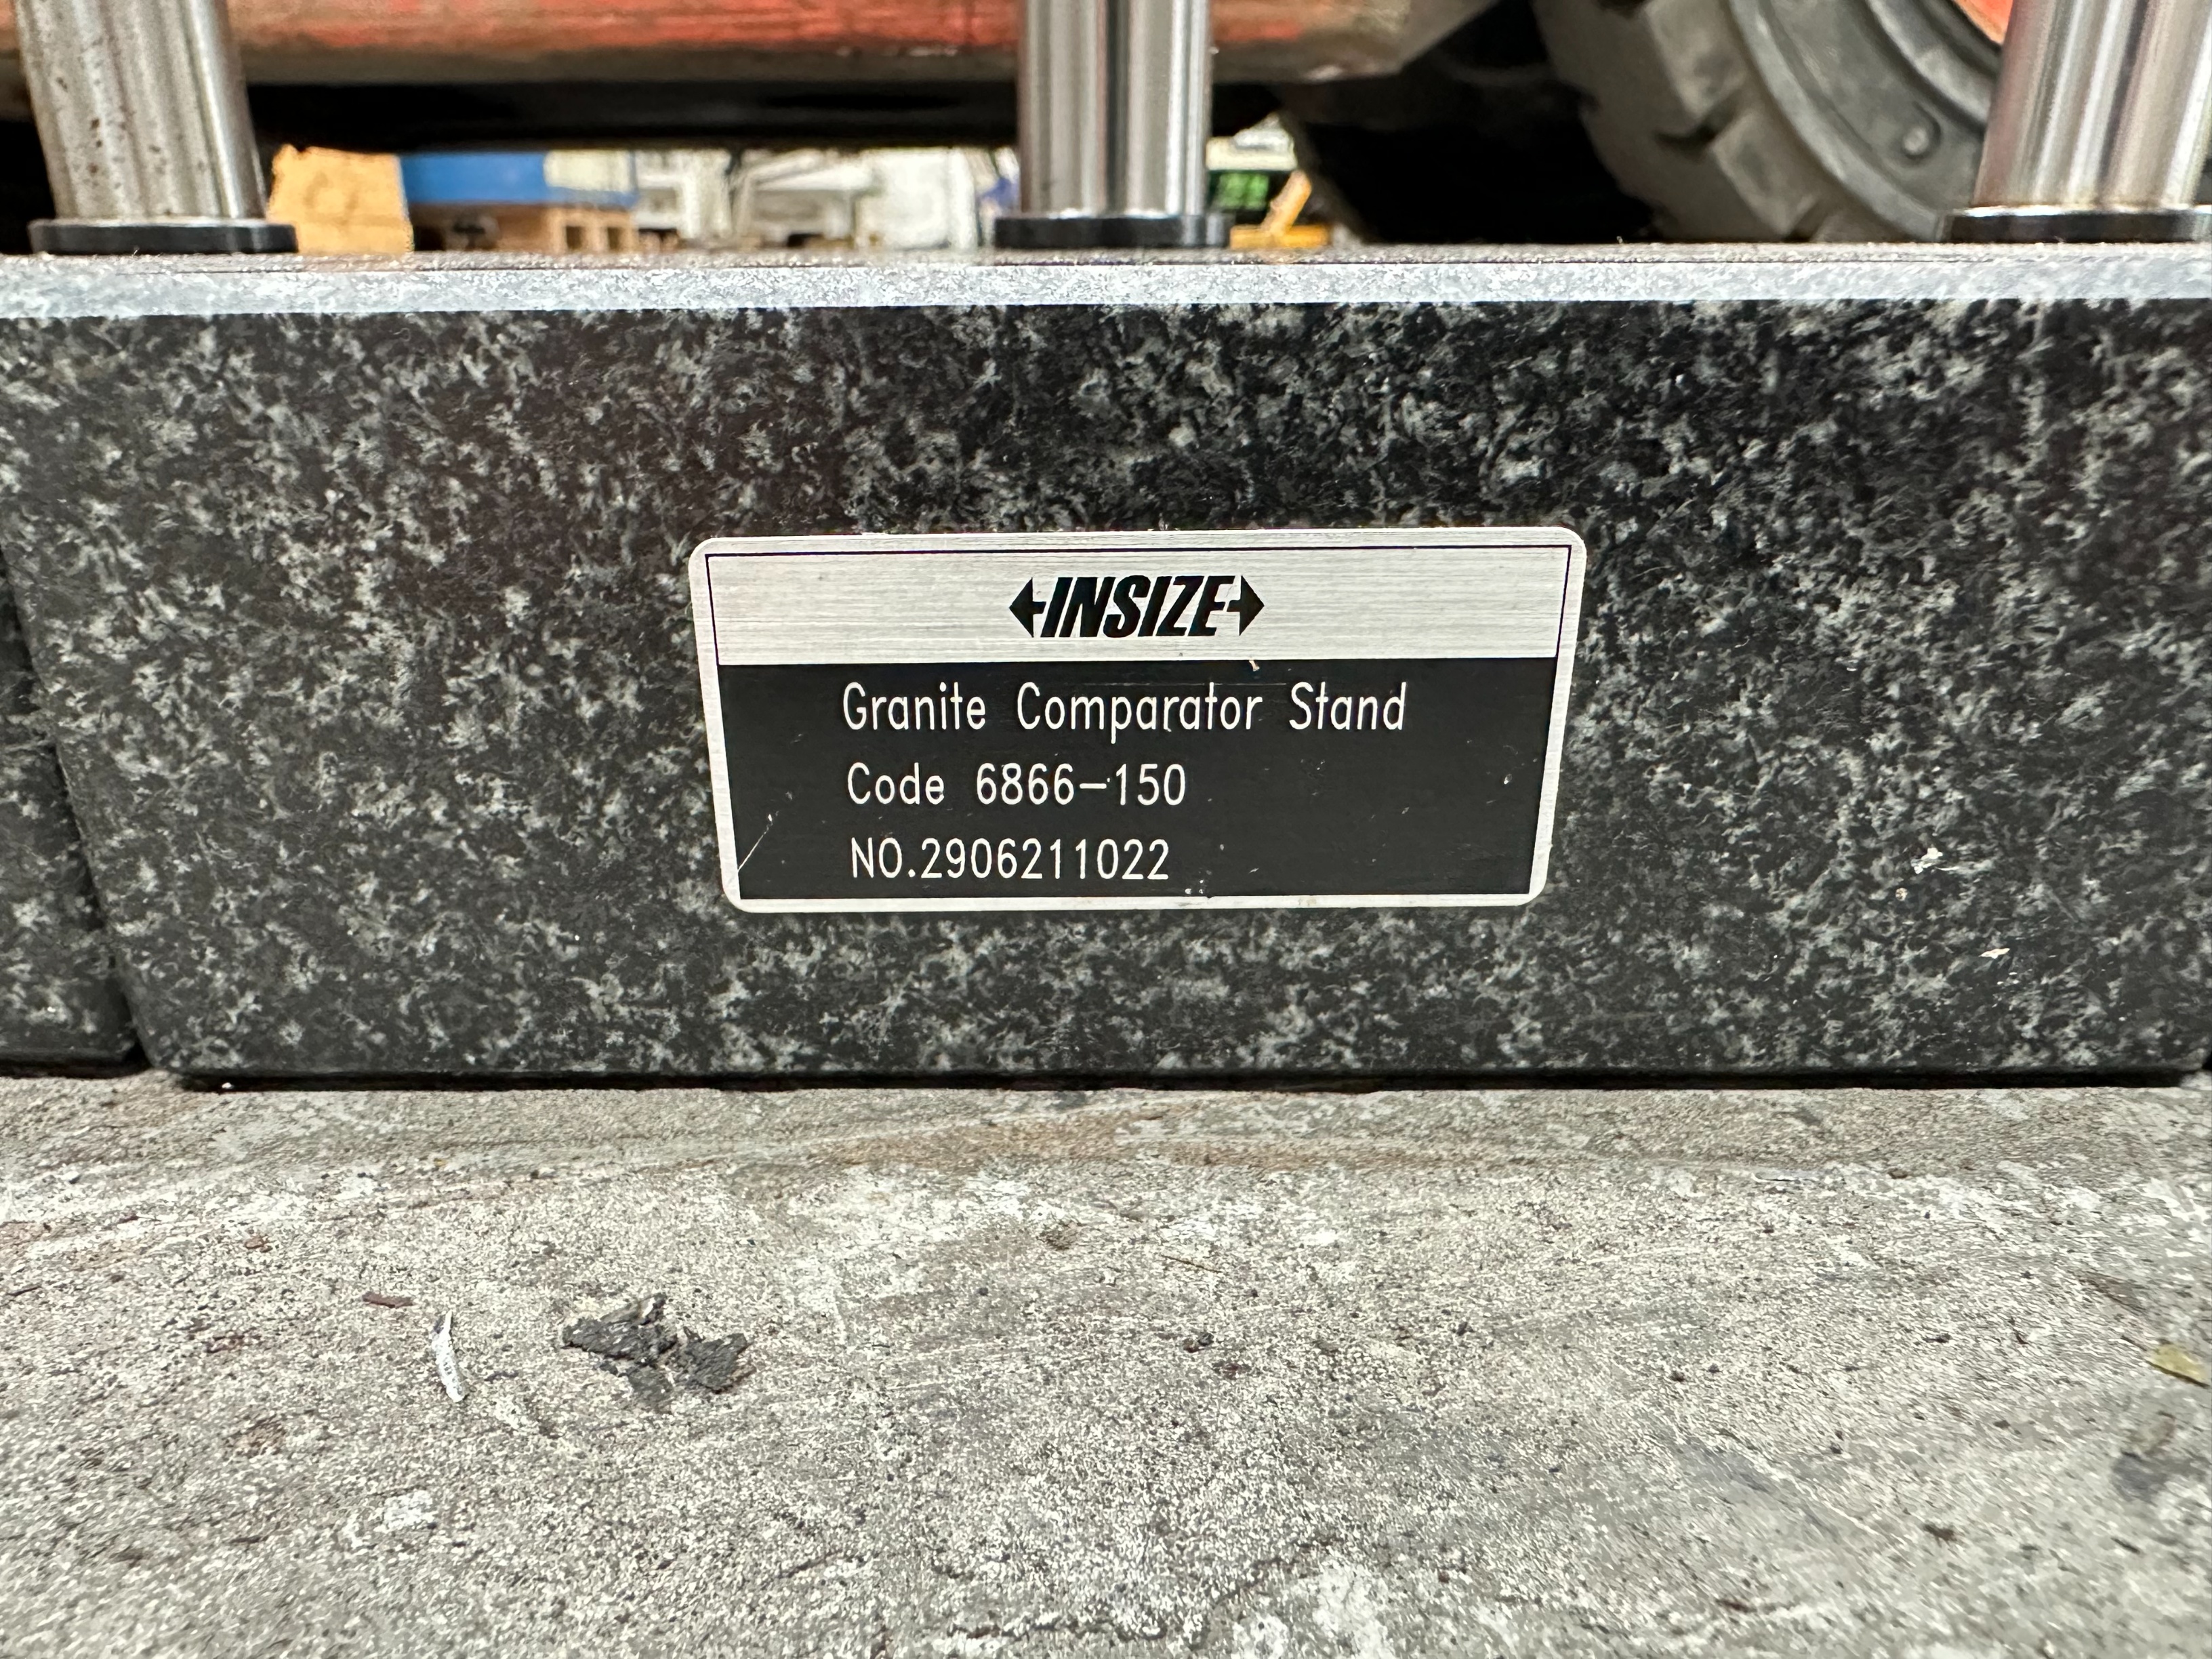 INSIZE
Granite Comparator Stand
Code 6866-150
NO.2906211022